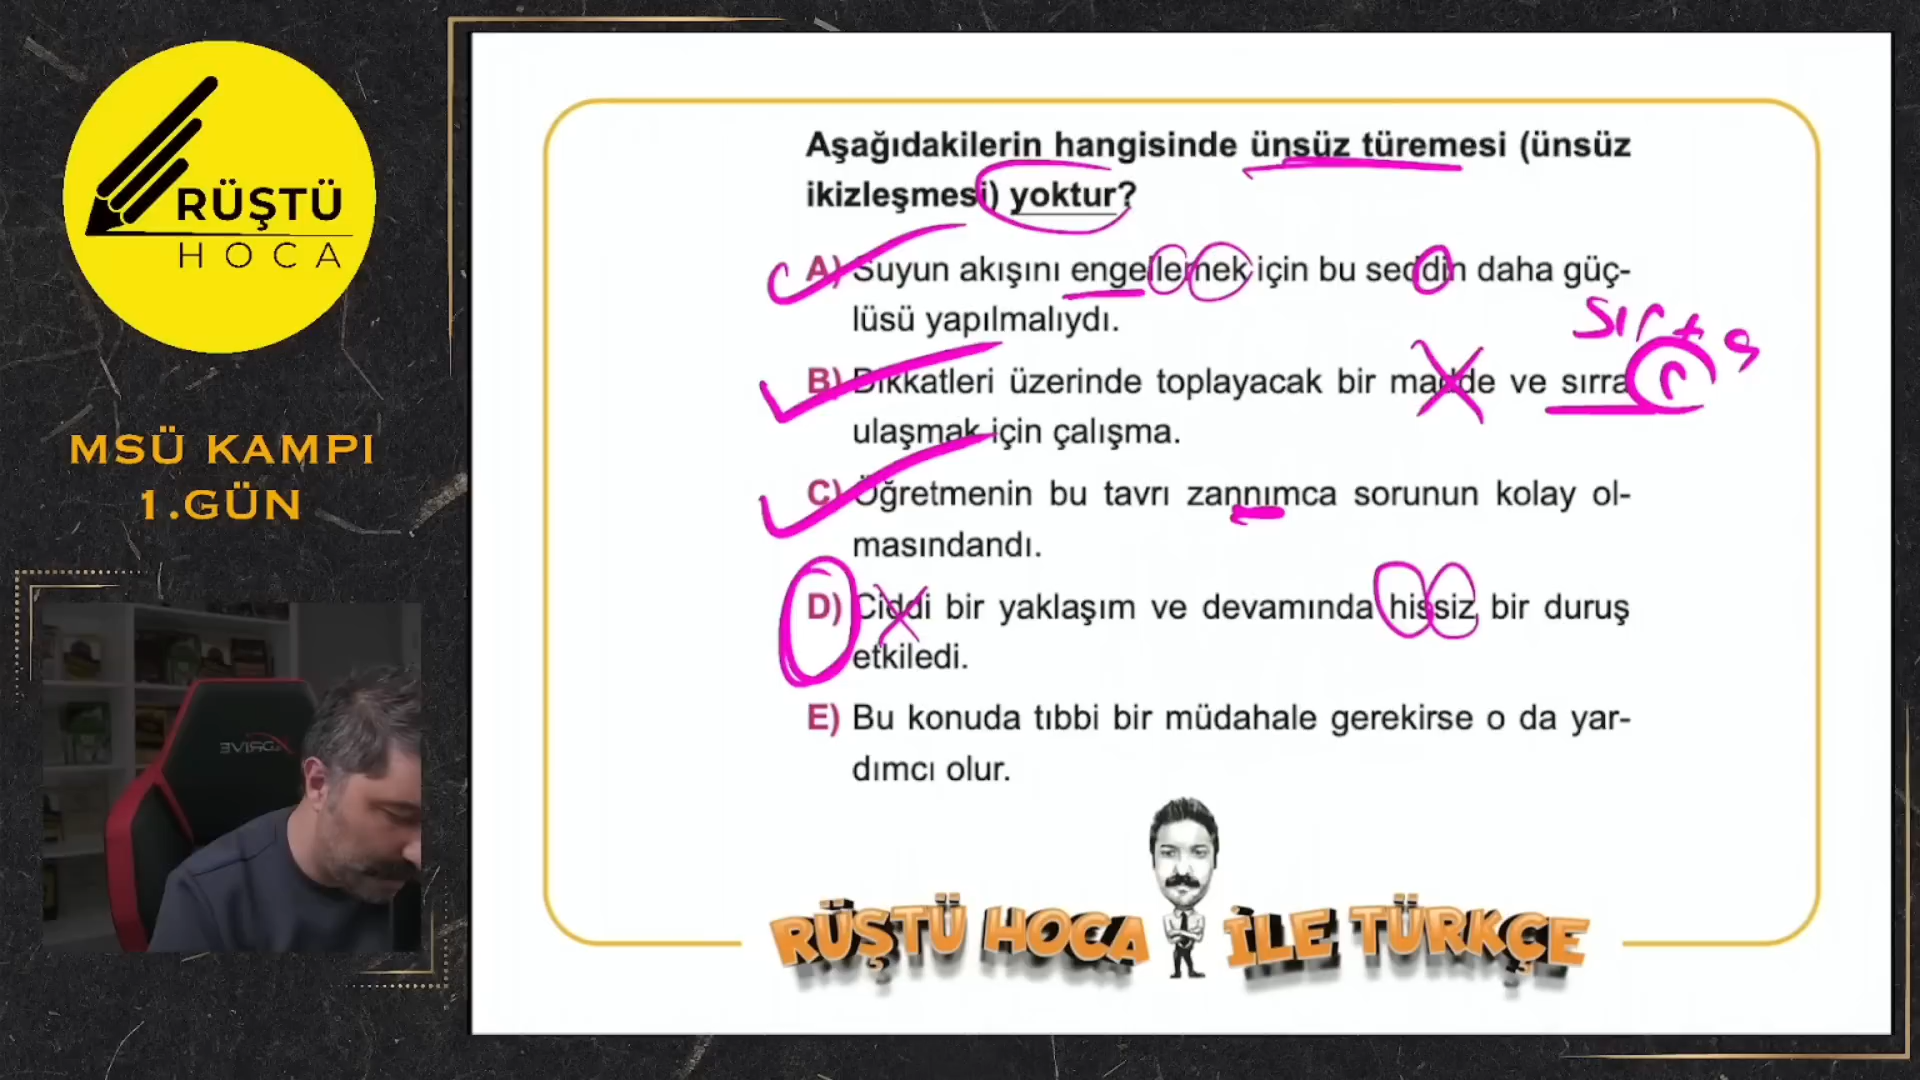 RÜŞTÜ
HOCA
MSÜ KAMPI
1.GÜN
Aşağıdakilerin hangisinde ünsüz türemesi (ünsüz
ikizleşmesi) yoktur?
A) Suyun akışını engellemek için bu seddin daha güç-
lüsü yapılmalıydı.
sır+a
B) Dikkatleri üzerinde toplayacak bir madde ve sırra
r
ulaşmak için çalışma.
C) Öğretmenin bu tavrı zannımca sorunun kolay ol-
masındandı.
D) Ciddi bir yaklaşım ve devamında hissiz bir duruş
etkiledi.
E) Bu konuda tıbbi bir müdahale gerekirse o da yar-
dımcı olur.
XDRIVE
RÜŞTÜ HOCA İLE TÜRKÇE